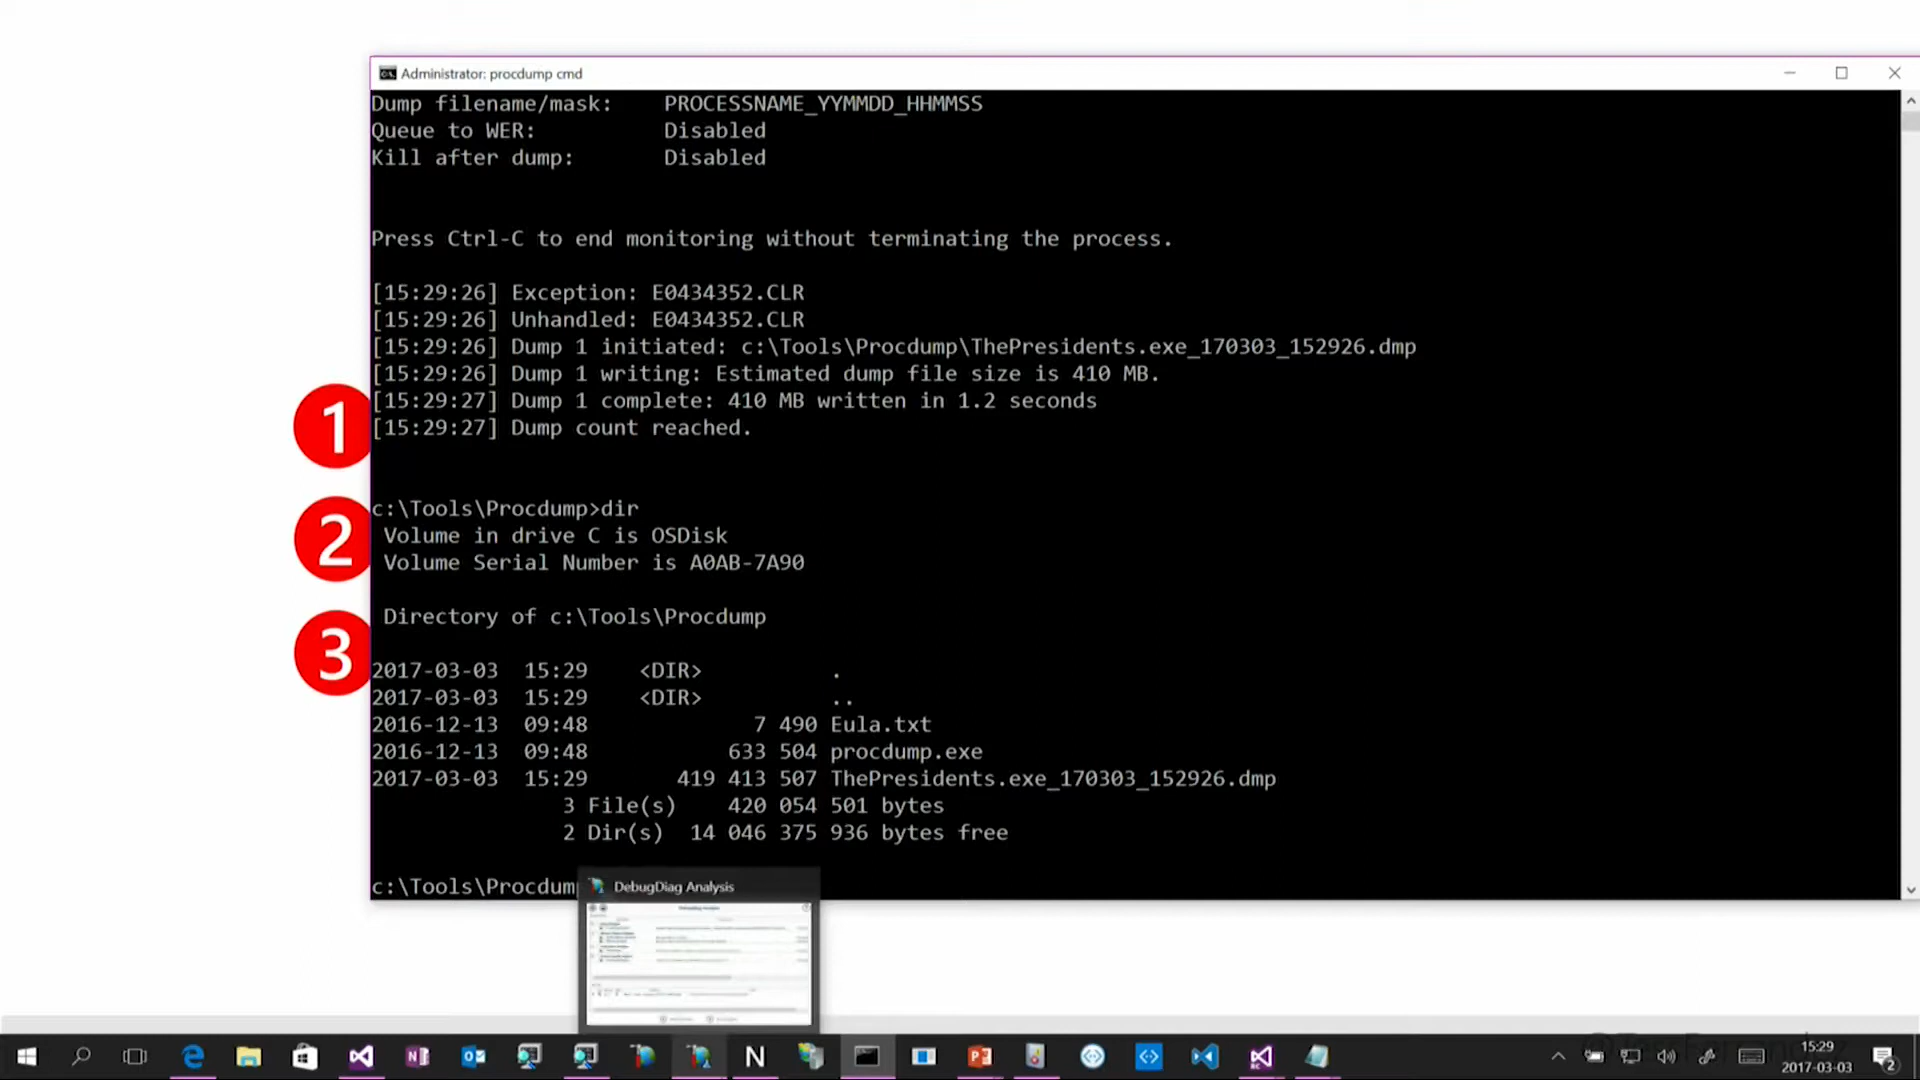 Administrator: procdump cmd
Dump filename/mask: PROCESSNAME_YYMMDD_HHMMSS
Queue to WER: Disabled
Kill after dump: Disabled
Press Ctrl-C to end monitoring without terminating the process.
[15:29:26] Exception: E0434352.CLR
[15:29:26] Unhandled: E0434352.CLR
[15:29:26] Dump 1 initiated: c:\Tools\Procdump\ThePresidents.exe_170303_152926.dmp
[15:29:26] Dump 1 writing: Estimated dump file size is 410 MB.
[15:29:27] Dump 1 complete: 410 MB written in 1.2 seconds
1
[15:29:27] Dump count reached.
c:\Tools\Procdump>dir
2
Volume in drive C is OSDisk
Volume Serial Number is A0AB-7A90
Directory of c:\Tools\Procdump
3
2017-03-03 15:29 <DIR> .
2017-03-03 15:29 <DIR> ..
2016-12-13 09:48 7 490 Eula.txt
2016-12-13 09:48 633 504 procdump.exe
2017-03-03 15:29 419 413 507 ThePresidents.exe_170303_152926.dmp
3 File(s) 420 054 501 bytes
2 Dir(s) 14 046 375 936 bytes free
c:\Tools\Procdum
DebugDiag Analysis
15:29
2017-03-03
2